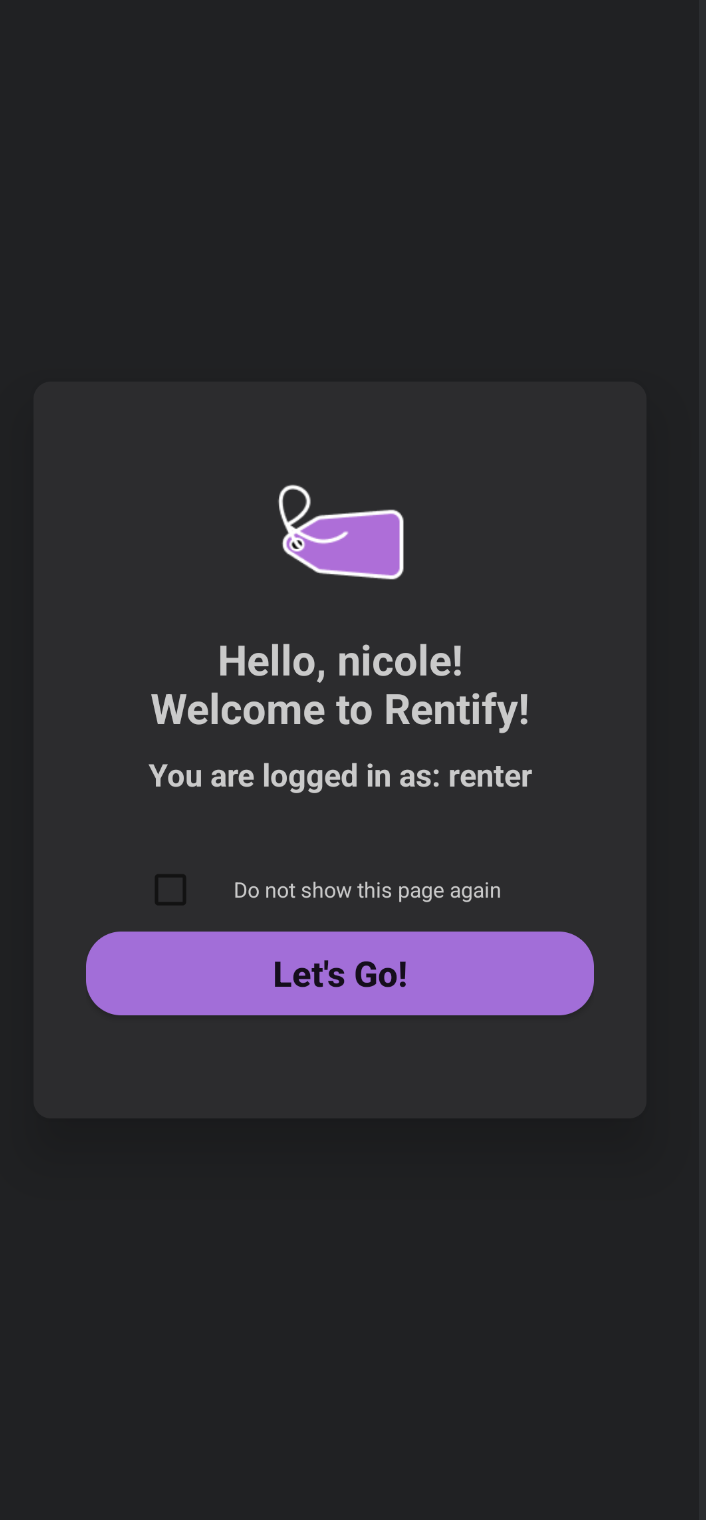 Hello, nicole!
Welcome to Rentify!
You are logged in as: renter
Do not show this page again
Let's Go!